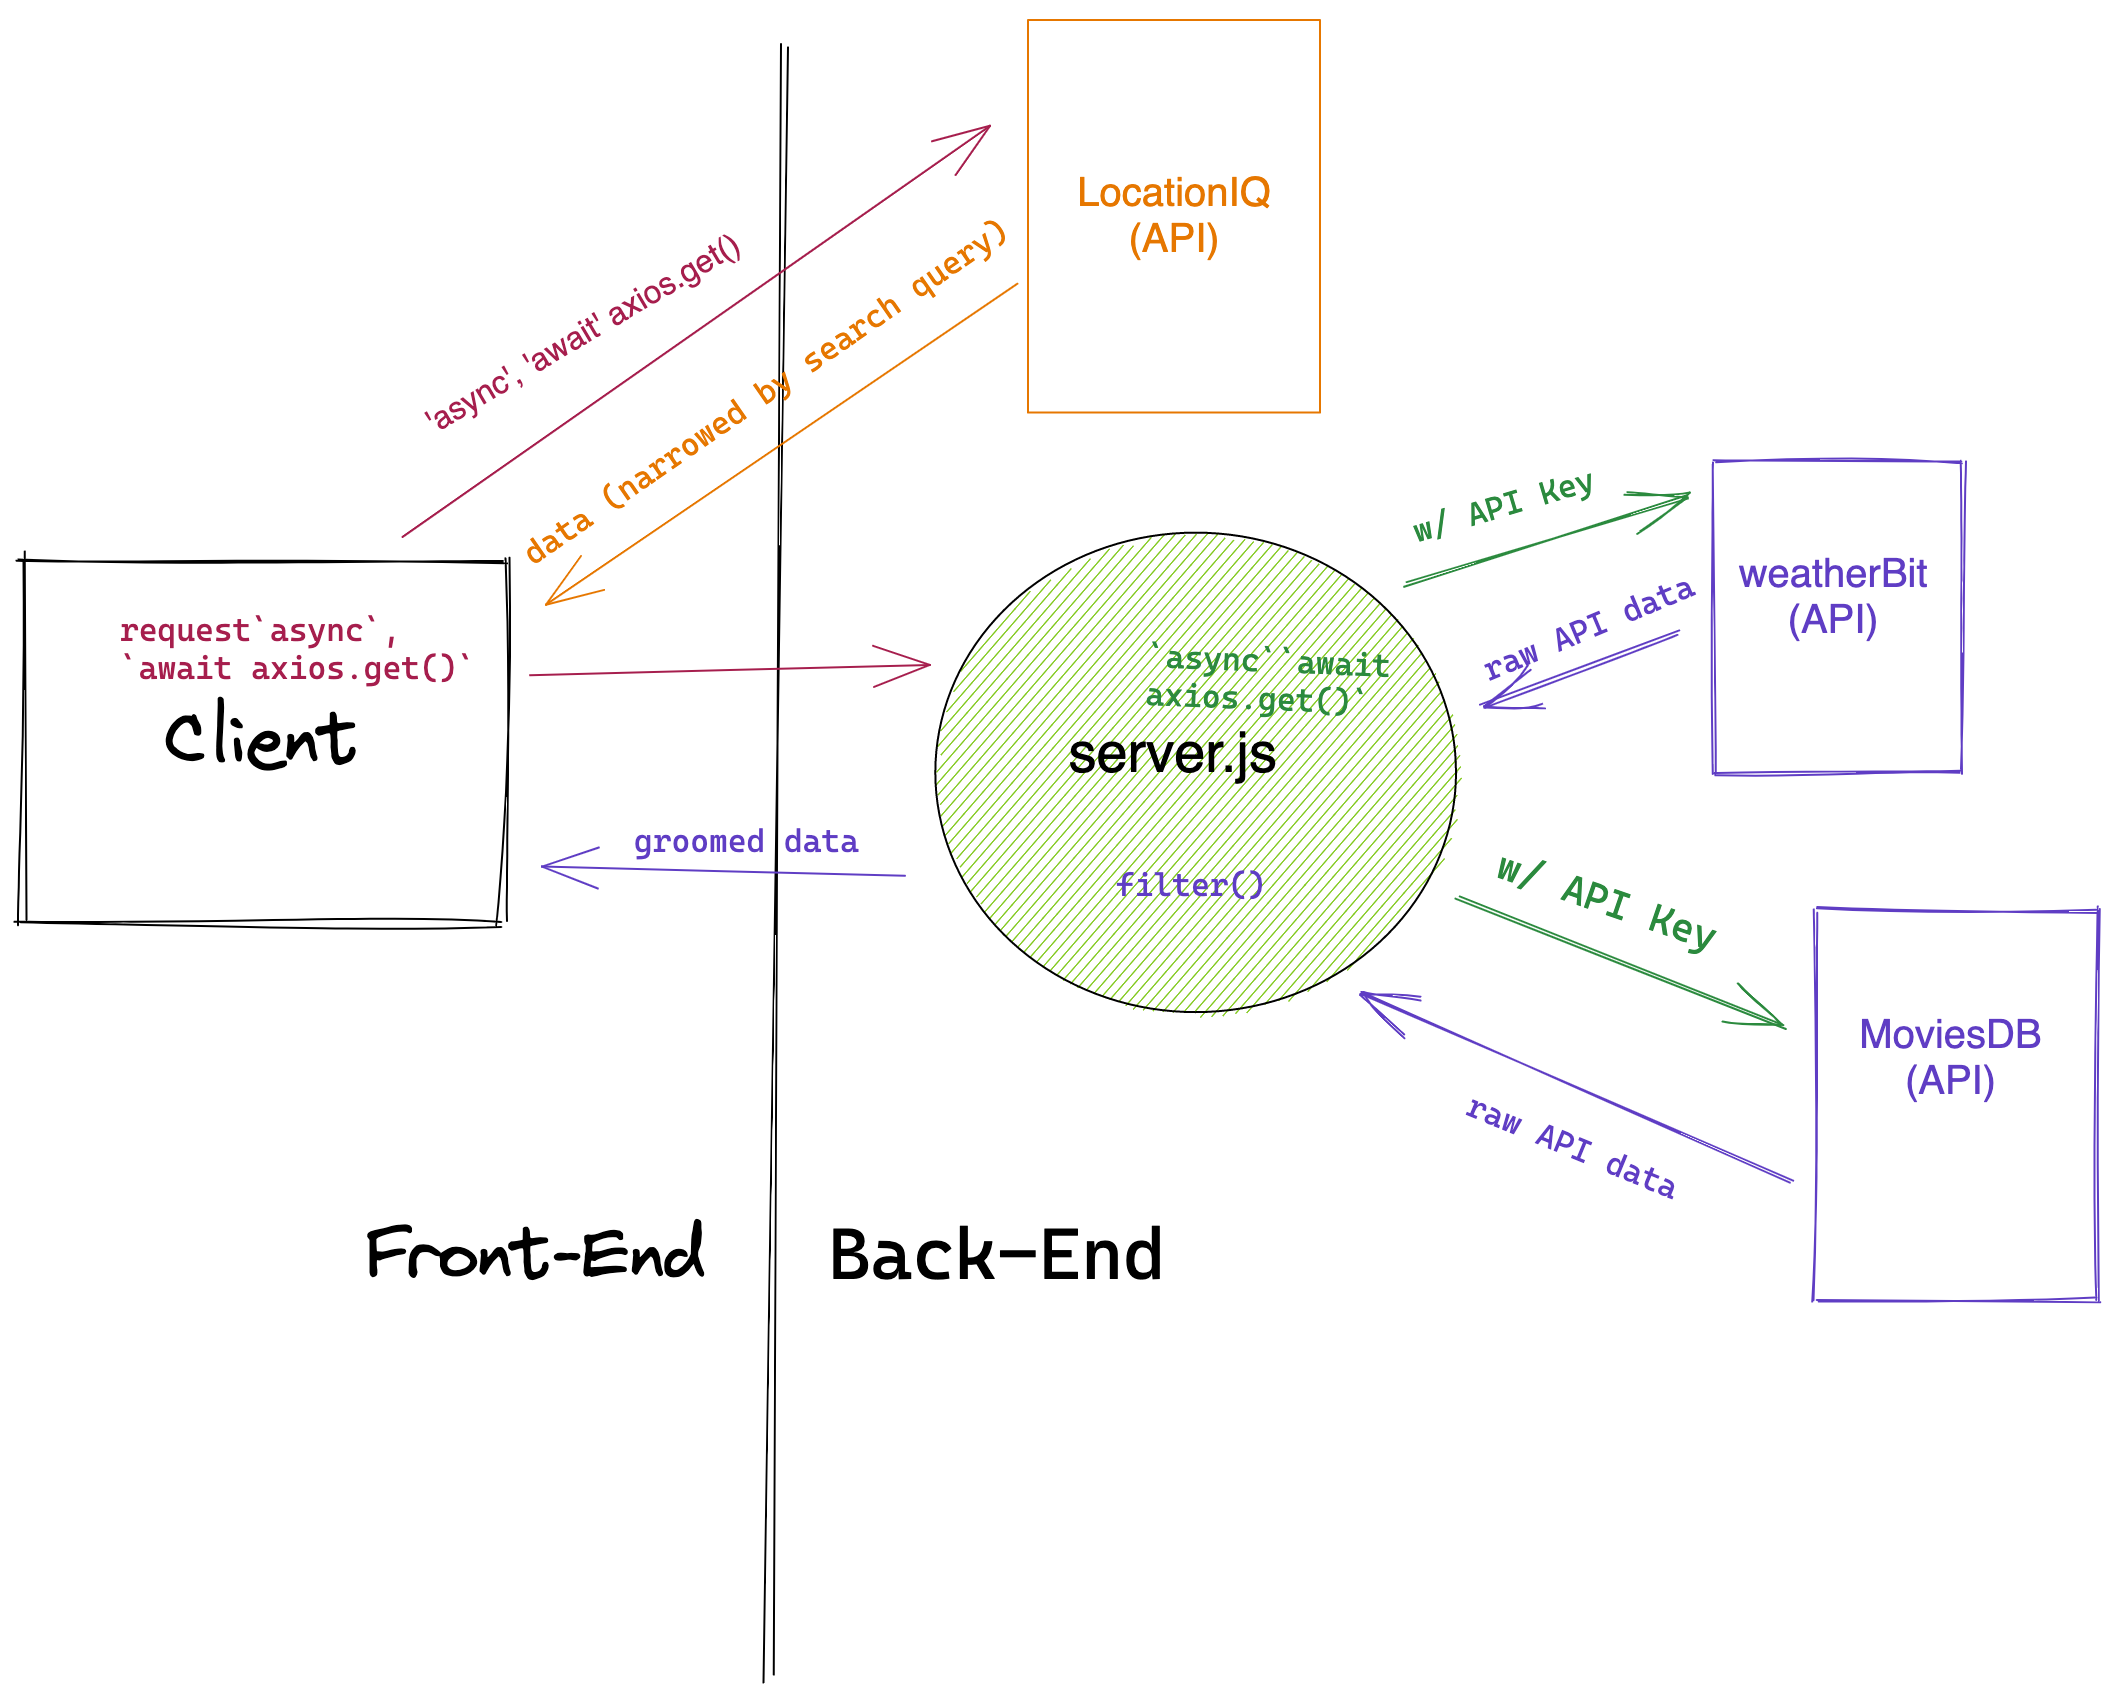 LocationIQ
(API)
'async', 'await' axios.get()
data (narrowed by search query)
w/ API Key
weatherBit
(API)
raw API data
request`async`,
`await axios.get()`
Client
`async``await
axios.get()`
server.js
groomed data
filter()
w/ API Key
MoviesDB
(API)
raw API data
Front-End
Back-End